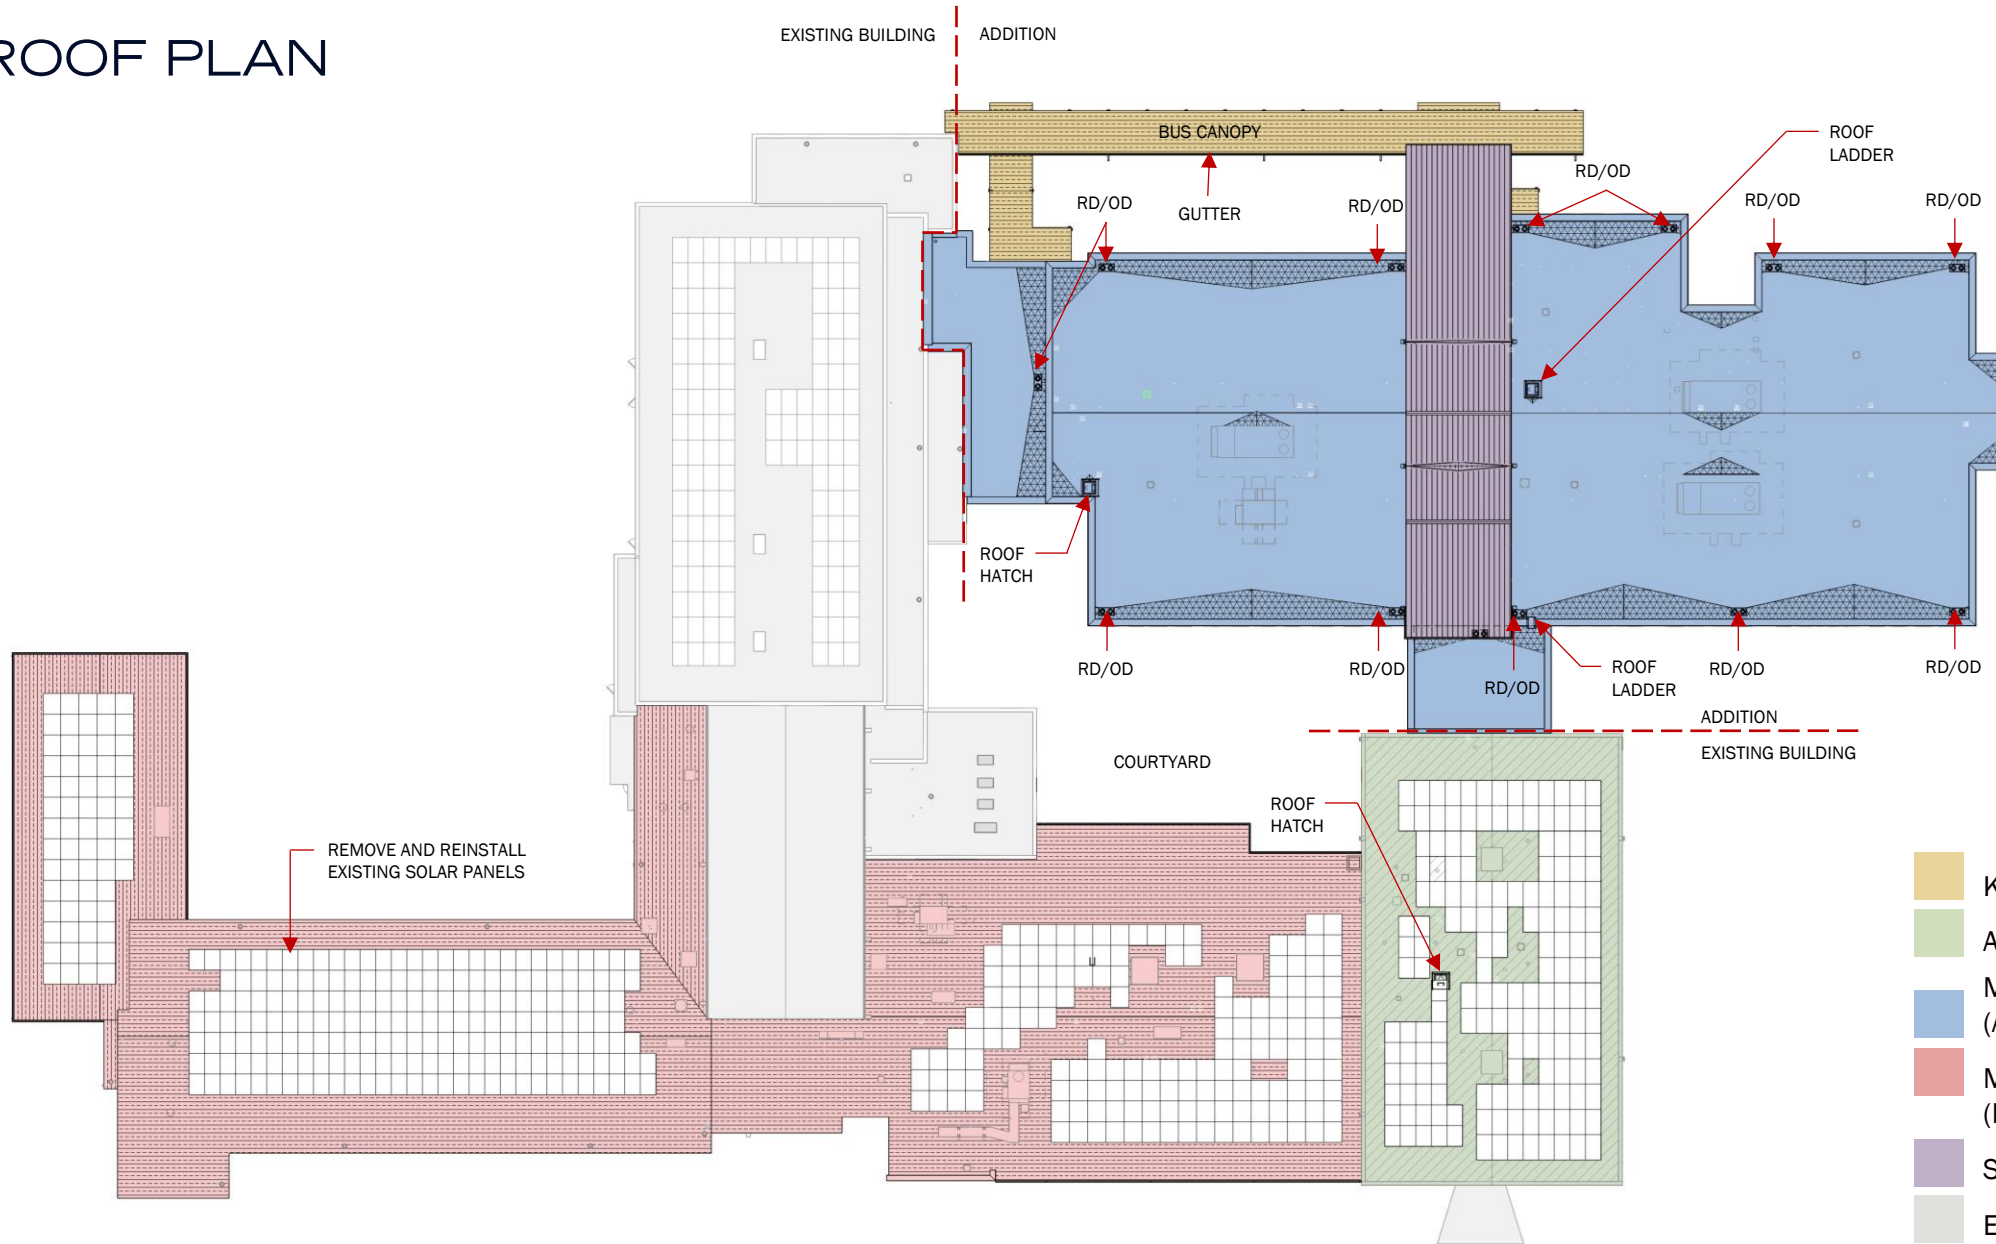 ROOF PLAN
EXISTING BUILDING
ADDITION
BUS CANOPY
ROOF
LADDER
RD/OD
RD/OD
GUTTER
RD/OD
RD/OD
RD/OD
ROOF
HATCH
RD/OD
RD/OD
RD/OD
ROOF
LADDER
RD/OD
RD/OD
ADDITION
EXISTING BUILDING
COURTYARD
ROOF
HATCH
REMOVE AND REINSTALL
EXISTING SOLAR PANELS